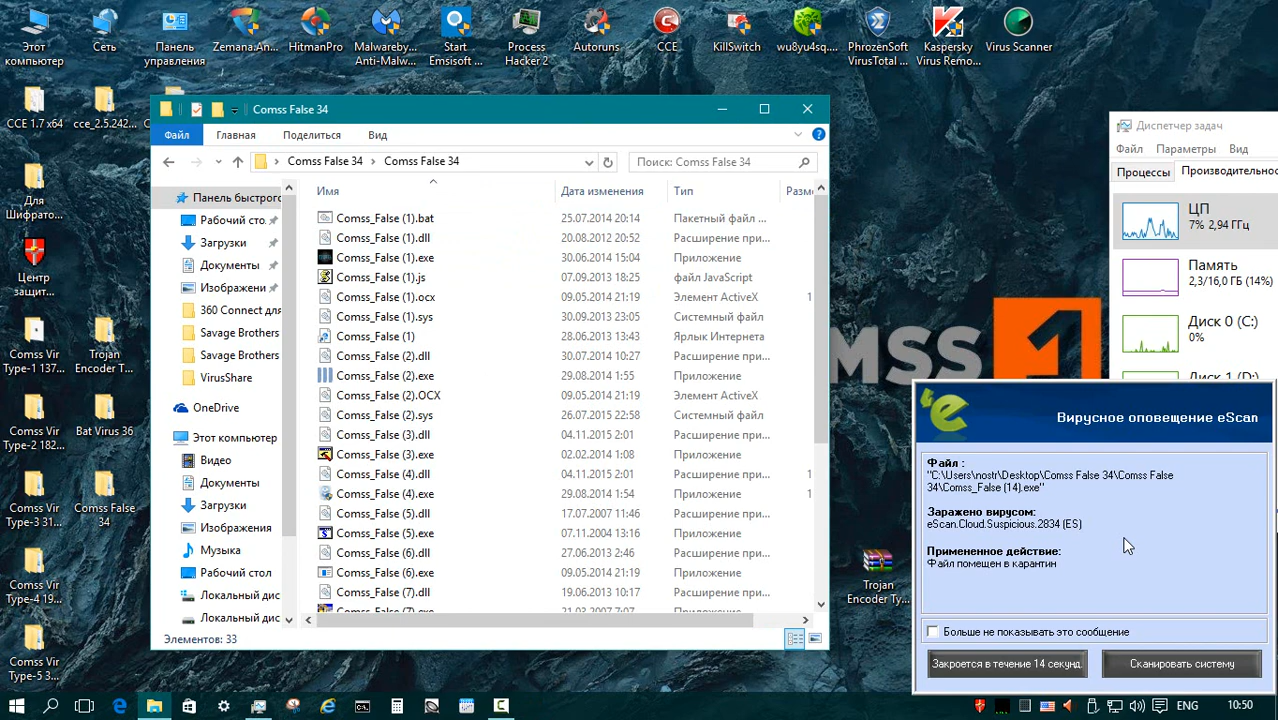 Этот компьютер
Сеть
Панель управления
Zemana.An...
HitmanPro
Malwareby... Anti-Malw...
Start Emsisoft ...
Process Hacker 2
Autoruns
CCE
KillSwitch
wu8yu4sq....
PhrozenSoft VirusTotal ...
Kaspersky Virus Remo...
Virus Scanner
CCE 1.7 x64
cce_2.5.242...
Для Шифрато...
Центр защит...
Comss Vir Type-1 137...
Trojan Encoder T...
Comss Vir Type-2 182...
Bat Virus 36
Comss Vir Type-3 31...
Comss False 34
Comss Vir Type-4 19...
Comss Vir Type-5 3...
Comss False 34
Файл
Главная
Поделиться
Вид
Comss False 34
Comss False 34
Поиск: Comss False 34
Имя
Дата изменения
Тип
Разме
Панель быстрог
Рабочий сто.
Загрузки
Документы
Изображени
360 Connect для
Savage Brothers
Savage Brothers
VirusShare
OneDrive
Этот компьютер
Видео
Документы
Загрузки
Изображения
Музыка
Рабочий стол
Локальный дис
Локальный дис
Comss_False (1).bat 25.07.2014 20:14 Пакетный файл ...
Comss_False (1).dll 20.08.2012 20:52 Расширение при...
Comss_False (1).exe 30.06.2014 15:04 Приложение
Comss_False (1).js 07.09.2013 18:25 файл JavaScript
Comss_False (1).ocx 09.05.2014 21:19 Элемент ActiveX 1
Comss_False (1).sys 30.09.2013 23:05 Системный файл
Comss_False (1) 28.06.2013 13:43 Ярлык Интернета
Comss_False (2).dll 30.07.2014 10:27 Расширение при...
Comss_False (2).exe 29.08.2014 1:55 Приложение
Comss_False (2).OCX 09.05.2014 21:19 Элемент ActiveX 1
Comss_False (2).sys 26.07.2015 22:58 Системный файл
Comss_False (3).dll 04.11.2015 2:01 Расширение при...
Comss_False (3).exe 02.02.2014 1:08 Приложение
Comss_False (4).dll 04.11.2015 2:01 Расширение при... 1
Comss_False (4).exe 29.08.2014 1:54 Приложение 1
Comss_False (5).dll 17.07.2007 11:46 Расширение при...
Comss_False (5).exe 07.11.2004 13:16 Приложение
Comss_False (6).dll 27.06.2013 2:46 Расширение при...
Comss_False (6).exe 09.05.2014 21:19 Приложение
Comss_False (7).dll 19.06.2013 10:17 Расширение при...
Comss_False (7).exe 21.03.2007 7:07 Приложение
Элементов: 33
Диспетчер задач
Файл Параметры Вид
Процессы
Производительнос
ЦП
7% 2,94 ГГц
Память
2,3/16,0 ГБ (14%)
Диск 0 (C:)
0%
Диск 1 (D:)
MSS 1
Вирусное оповещение eScan
Файл :
"C:\Users\nostr\Desktop\Comss False 34\Comss False
34\Comss_False (14).exe"
Заражено вирусом:
eScan.Cloud.Suspicious.2834 (ES)
Примененное действие:
Файл помещен в карантин
Больше не показывать это сообщение
Закроется в течение 14 секунд.
Сканировать систему
Trojan Encoder Ty...
ENG
10:50